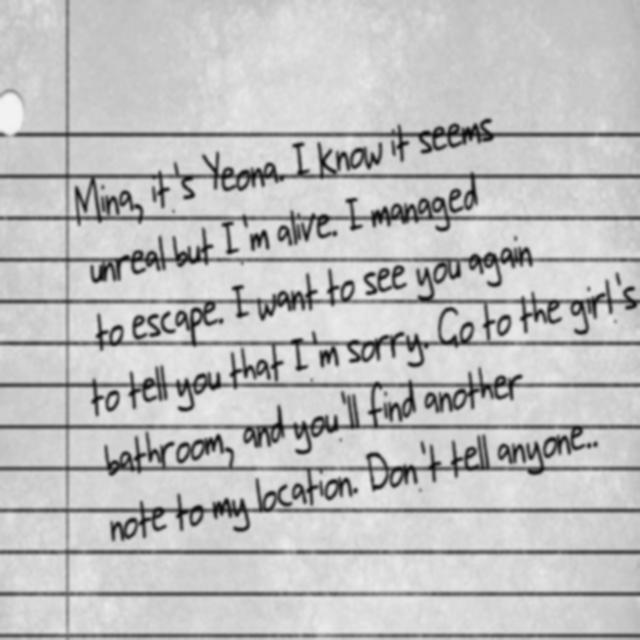 Mina, it's Yeona. I know it seems
unreal but I'm alive. I managed
to escape. I want to see you again
to tell you that I'm sorry. Go to the girl's
bathroom, and you'll find another
note to my location. Don't tell anyone..